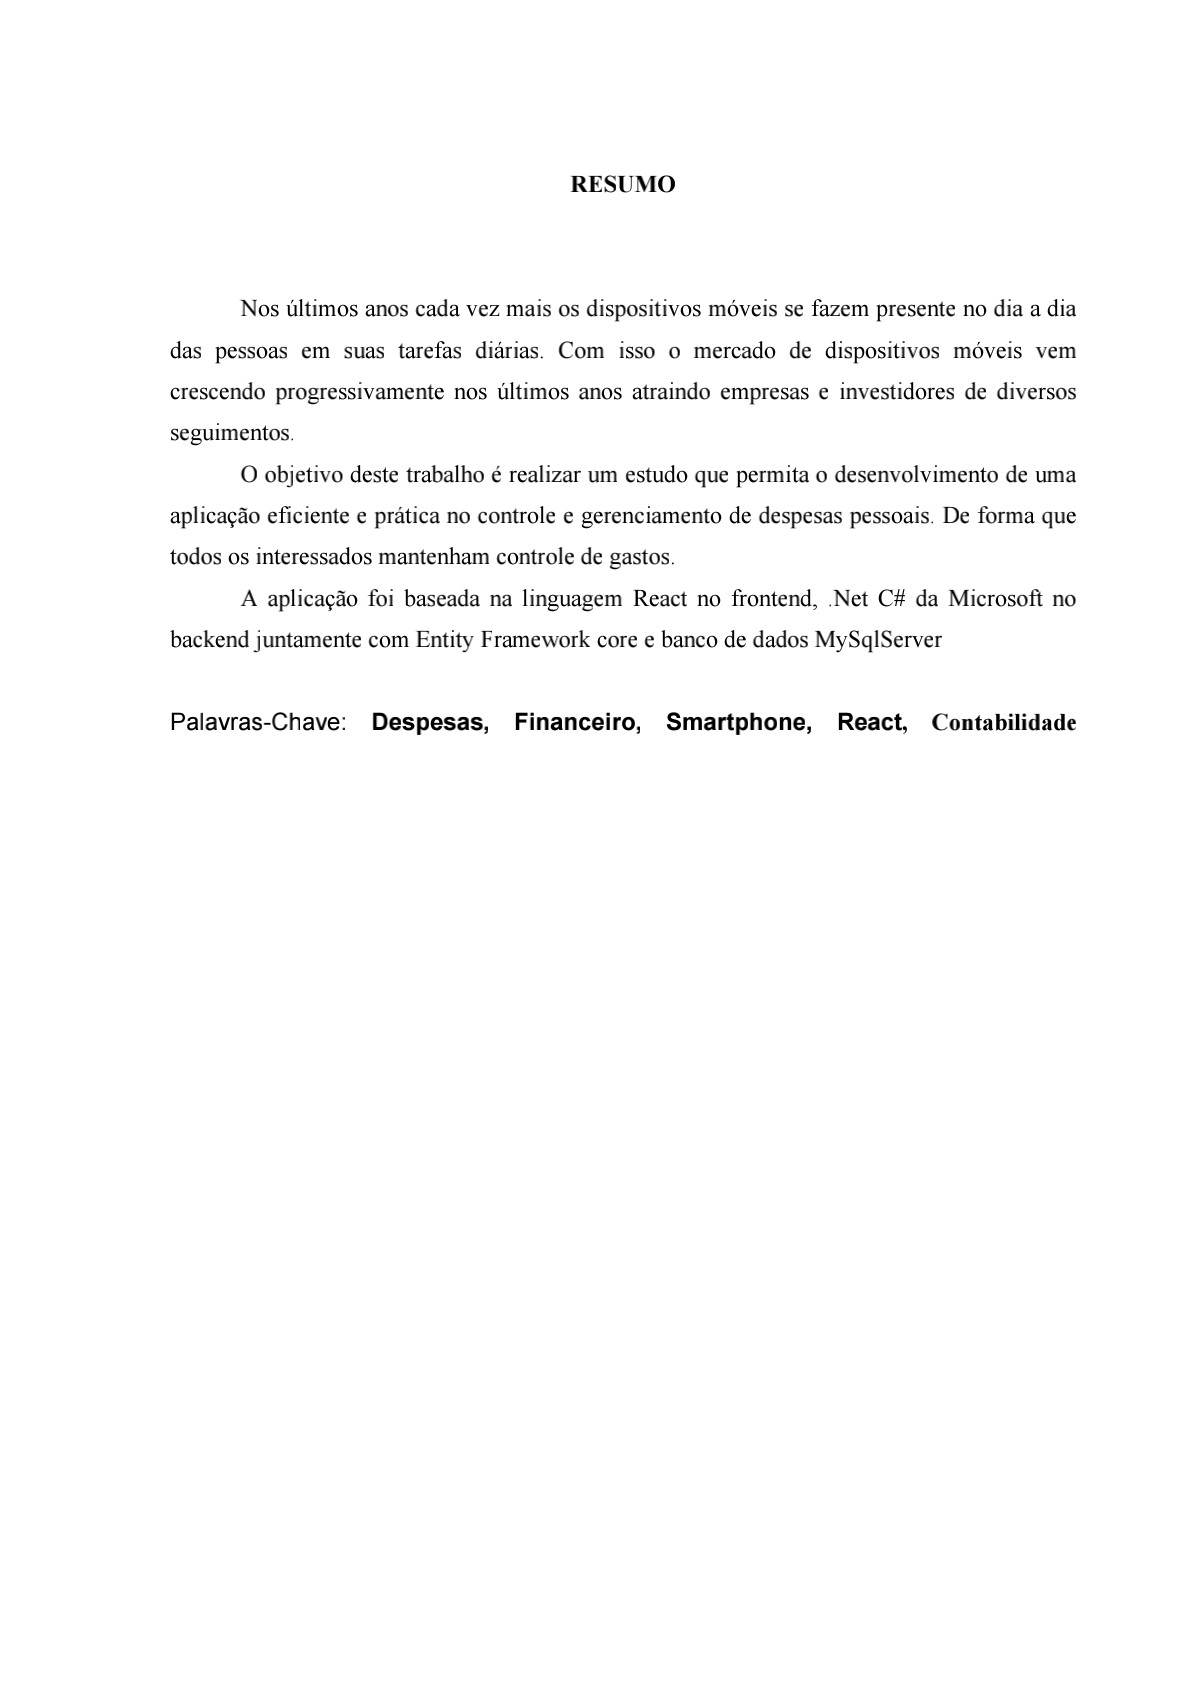 RESUMO
Nos últimos anos cada vez mais os dispositivos móveis se fazem presente no dia a dia
das pessoas em suas tarefas diárias. Com isso o mercado de dispositivos móveis vem
crescendo progressivamente nos últimos anos atraindo empresas e investidores de diversos
seguimentos.
O objetivo deste trabalho é realizar um estudo que permita o desenvolvimento de uma
aplicação eficiente e prática no controle e gerenciamento de despesas pessoais. De forma que
todos os interessados mantenham controle de gastos.
A aplicação foi baseada na linguagem React no frontend, .Net C# da Microsoft no
backend juntamente com Entity Framework core e banco de dados MySqlServer
Palavras-Chave: Despesas, Financeiro, Smartphone, React, Contabilidade